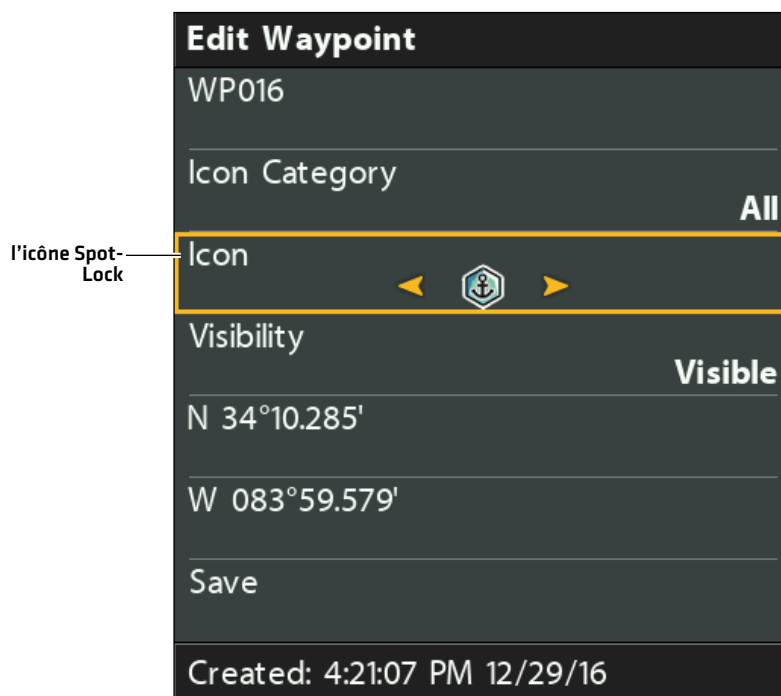 Edit Waypoint
WP016
Icon Category
All
l'icône Spot-
Lock
Icon
Visibility
Visible
N 34°10.285'
W 083°59.579'
Save
Created: 4:21:07 PM 12/29/16